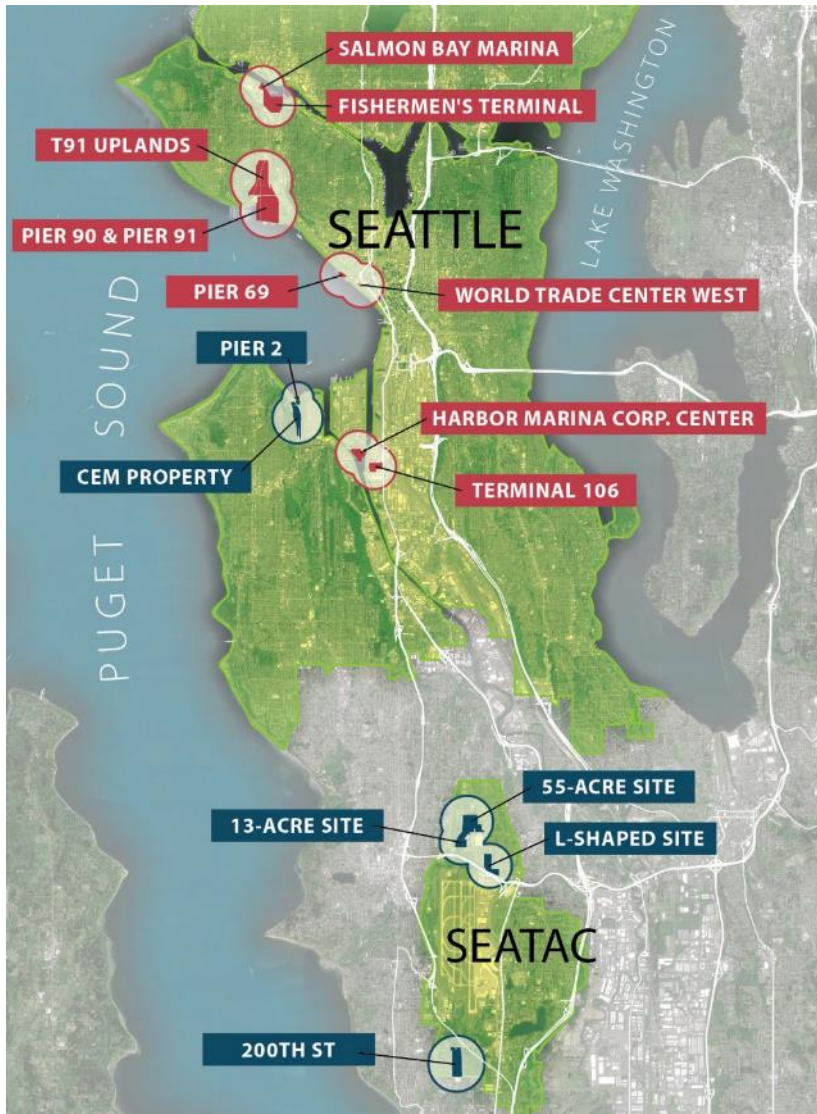 SALMON BAY MARINA
FISHERMEN'S TERMINAL
T91 UPLANDS
PIER 90 & PIER 91
SEATTLE
LAKE WASHINGTON
PIER 69
WORLD TRADE CENTER WEST
PIER 2
HARBOR MARINA CORP. CENTER
CEM PROPERTY
TERMINAL 106
PUGET SOUND
55-ACRE SITE
13-ACRE SITE
L-SHAPED SITE
SEATAC
200TH ST